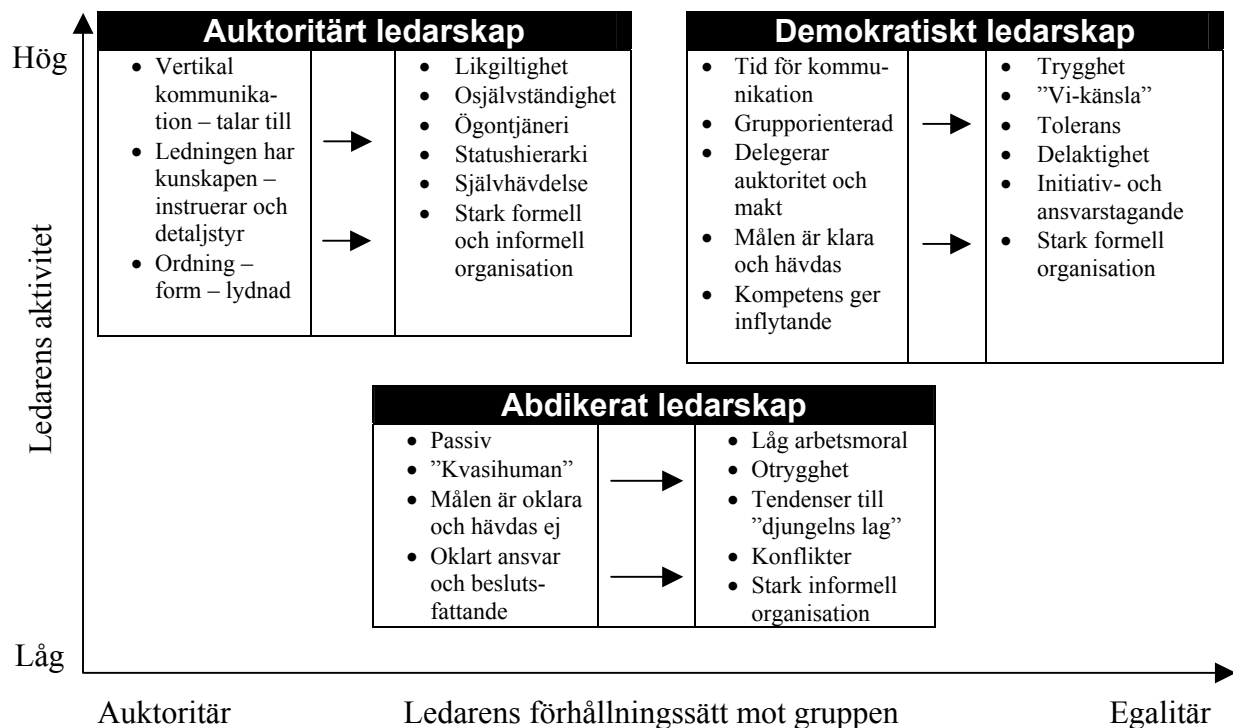 Hög
Ledarens aktivitet
Låg
Auktoritärt ledarskap
• Vertikal
kommunika-
tion – talar till
• Ledningen har
kunskapen –
instruerar och
detaljstyr
• Ordning –
form – lydnad
• Likgiltighet
• Osjälvständighet
• Ögontjäneri
• Statushierarki
• Självhävdelse
• Stark formell
och informell
organisation
Demokratiskt ledarskap
• Tid för kommu-
nikation
• Grupporienterad
• Delegerar
auktoritet och
makt
• Målen är klara
och hävdas
• Kompetens ger
inflytande
• Trygghet
• ”Vi-känsla”
• Tolerans
• Delaktighet
• Initiativ- och
ansvarstagande
• Stark formell
organisation
Abdikerat ledarskap
• Passiv
• ”Kvasihuman”
• Målen är oklara
och hävdas ej
• Oklart ansvar
och besluts-
fattande
• Låg arbetsmoral
• Otrygghet
• Tendenser till
”djungelns lag”
• Konflikter
• Stark informell
organisation
Auktoritär
Ledarens förhållningssätt mot gruppen
Egalitär